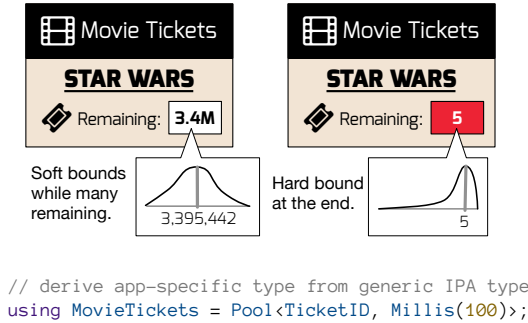 Movie Tickets
STAR WARS
Remaining: 3.4M
Soft bounds
while many
remaining.
3,395,442
Movie Tickets
STAR WARS
Remaining: 5
Hard bound
at the end.
5
// derive app-specific type from generic IPA type
using MovieTickets = Pool<TicketID, Millis(100)>;